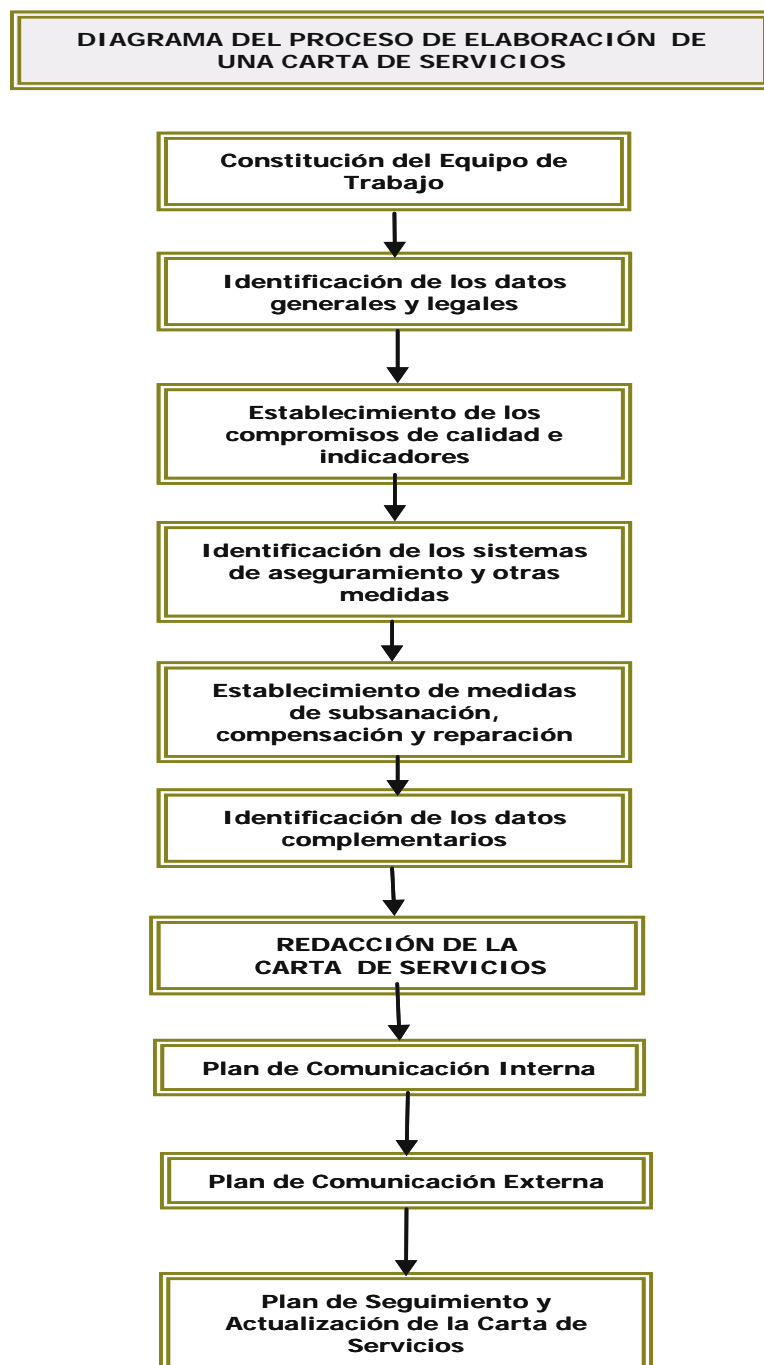 DIAGRAMA DEL PROCESO DE ELABORACIÓN DE
UNA CARTA DE SERVICIOS
Constitución del Equipo de
Trabajo
Identificación de los datos
generales y legales
Establecimiento de los
compromisos de calidad e
indicadores
Identificación de los sistemas
de aseguramiento y otras
medidas
Establecimiento de medidas
de subsanación,
compensación y reparación
Identificación de los datos
complementarios
REDACCIÓN DE LA
CARTA DE SERVICIOS
Plan de Comunicación Interna
Plan de Comunicación Externa
Plan de Seguimiento y
Actualización de la Carta de
Servicios